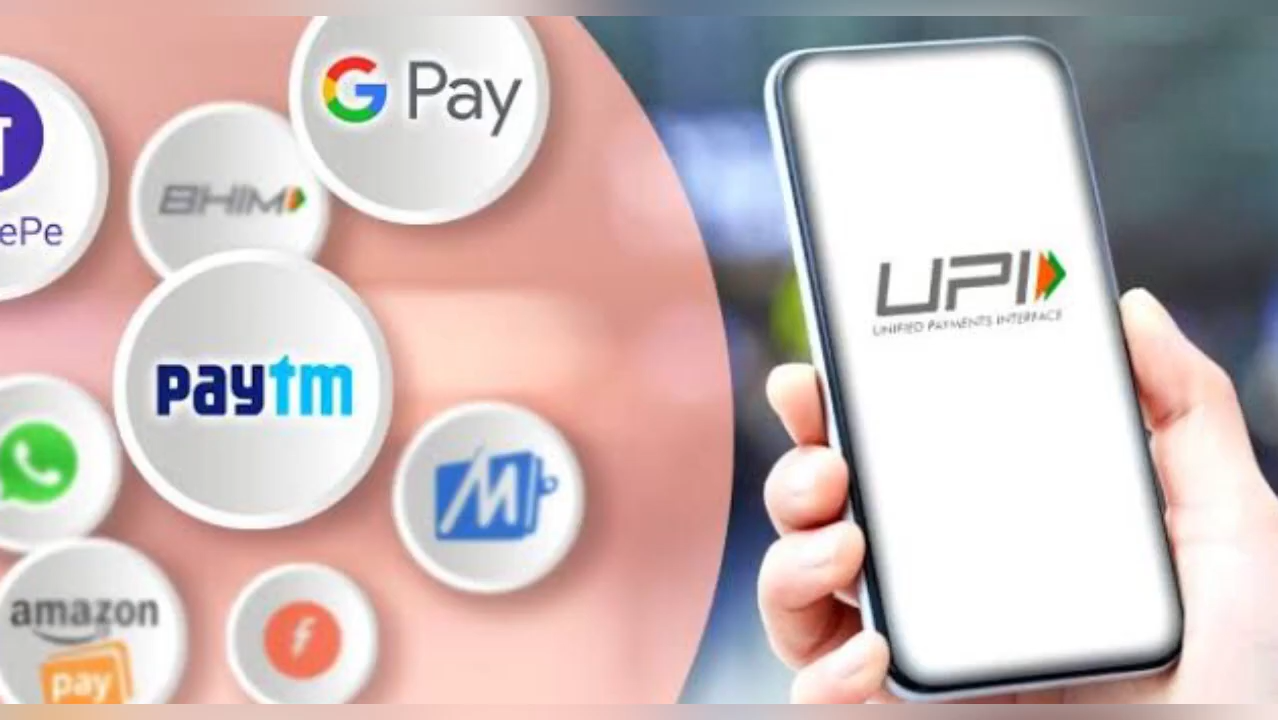 G Pay
BHIM
ePe
paytm
UPI
UNIFIED PAYMENTS INTERFACE
M
amazon
pay